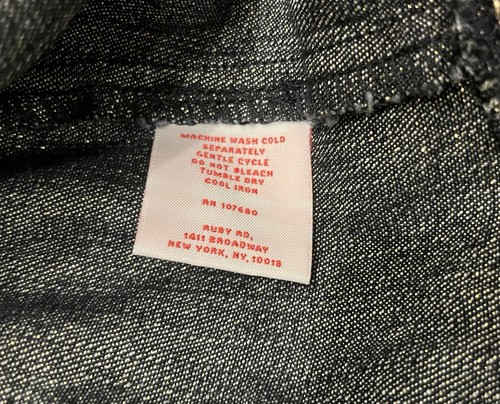 MACHINE WASH COLD
SEPARATELY
GENTLE CYCLE
DO NOT BLEACH
TUMBLE DRY
COOL IRON
RN 107680
RUBY RD,
1411 BROADWAY
NEW YORK, NY, 10018